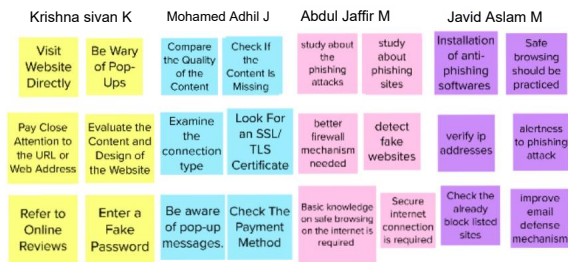 Krishna sivan K
Mohamed Adhil J
Abdul Jaffir M
Javid Aslam M
Visit
Website
Directly
Be Wary
of Pop-
Ups
Compare
the Quality
of the
Content
Check If
the
Content Is
Missing
study about
the
phishing
attacks
study
about
phishing
sites
Installation
of anti-
phishing
softwares
Safe
browsing
should be
practiced
Pay Close
Attention to
the URL or
Web Address
Evaluate the
Content and
Design of
the Website
Examine
the
connection
type
Look For
an SSL/
TLS
Certificate
better
firewall
mechanism
needed
detect
fake
websites
verify ip
addresses
alertness
to phishing
attack
Refer to
Online
Reviews
Enter a
Fake
Password
Be aware
of pop-up
messages.
Check The
Payment
Method
Basic knowledge
on safe browsing
on the internet is
required
Secure
internet
connection
is required
Check the
already
block listed
sites
improve
email
defense
mechanism